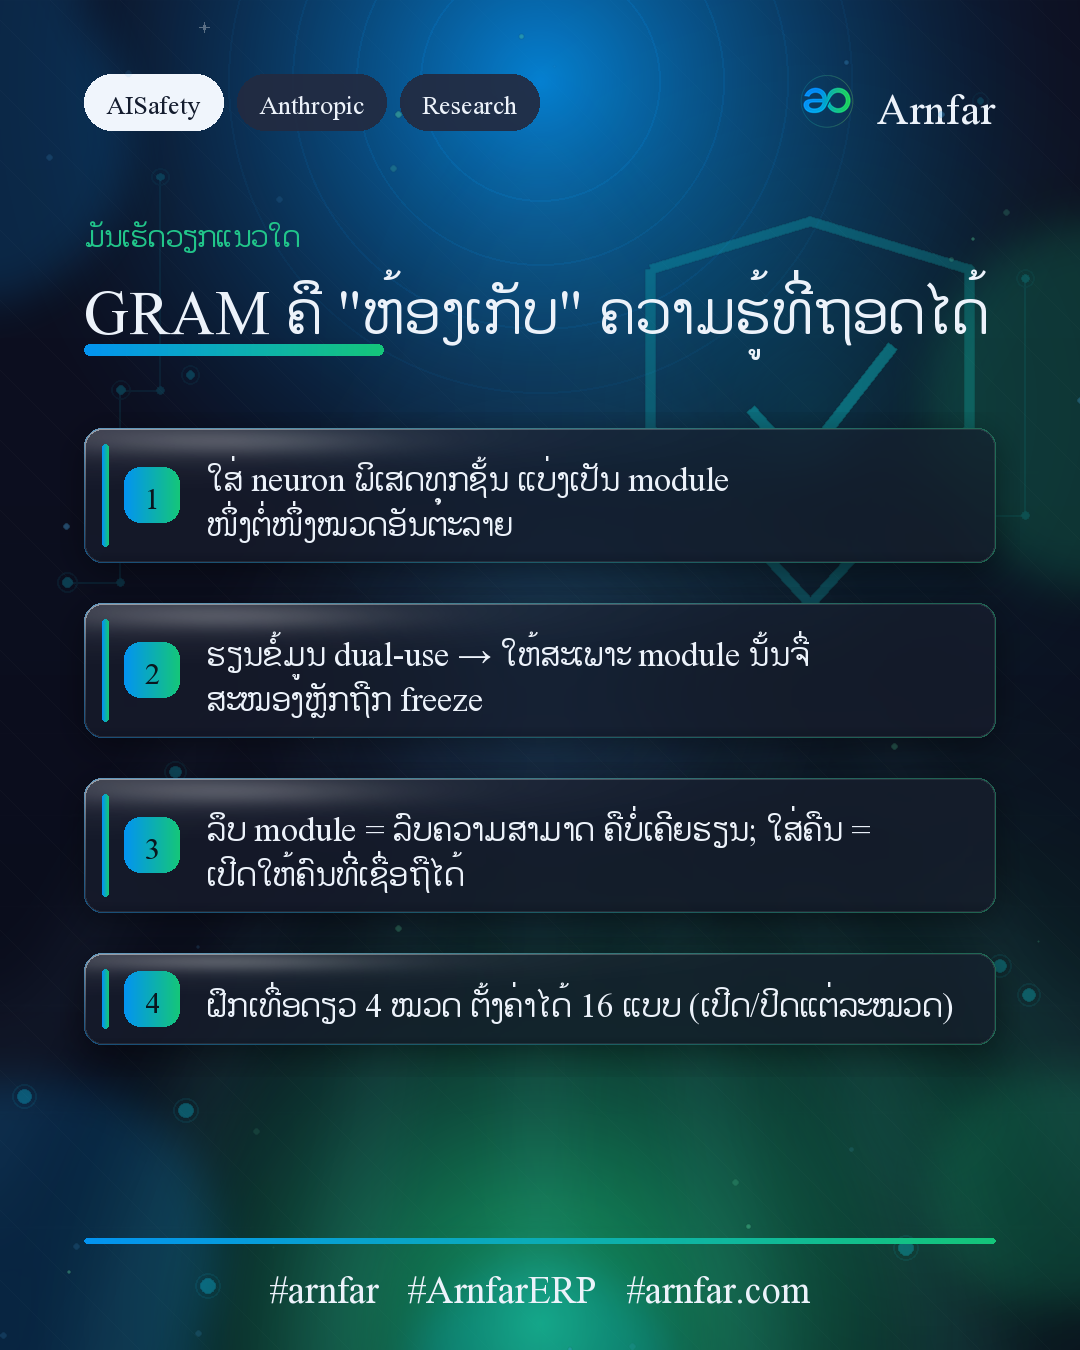 AISafety Anthropic Research
Arnfar
ມັນເຮັດວຽກແນວໃດ
GRAM ຄື "ຫ້ອງເກັບ" ຄວາມຮູ້ທີ່ຖອດໄດ້
1
ໃສ່ neuron ພິເສດທຸກຊັ້ນ ແບ່ງເປັນ module
ໜຶ່ງຕໍ່ໜຶ່ງໝວດອັນຕະລາຍ
2
ຮຽນຂໍ້ມູນ dual-use → ໃຫ້ສະເພາະ module ນັ້ນຈື່
ສະໝອງຫຼັກຖືກ freeze
3
ລຶບ module = ລົບຄວາມສາມາດ ຄືບໍ່ເຄີຍຮຽນ; ໃສ່ຄືນ =
ເປີດໃຫ້ຄົນທີ່ເຊື່ອຖືໄດ້
4
ຝຶກເທື່ອດຽວ 4 ໝວດ ຕັ້ງຄ່າໄດ້ 16 ແບບ (ເປີດ/ປິດແຕ່ລະໝວດ)
#arnfar #ArnfarERP #arnfar.com